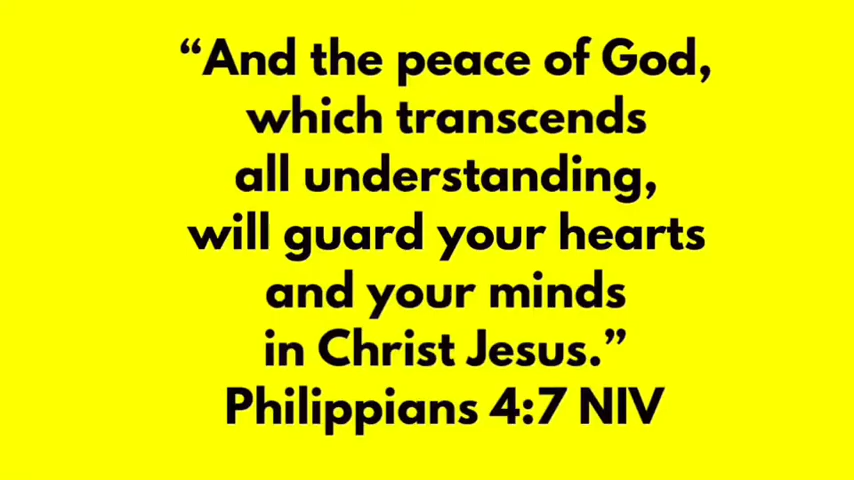 “And the peace of God,
which transcends
all understanding,
will guard your hearts
and your minds
in Christ Jesus.”
Philippians 4:7 NIV